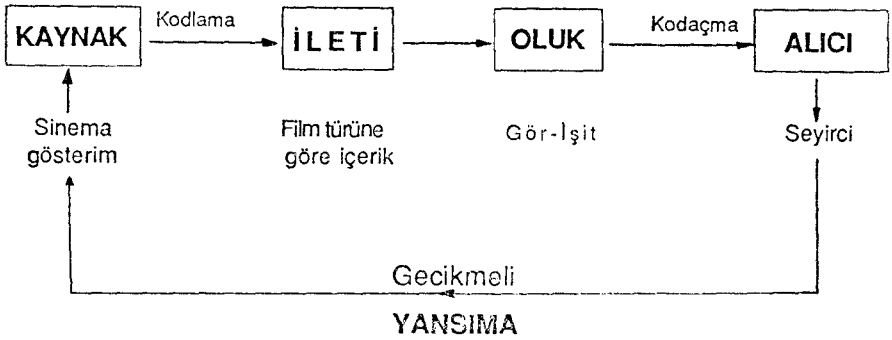 KAYNAK
Kodlama
İLETİ
OLUK
Kodaçma
ALICI
Sinema
gösterim
Film türüne
göre içerik
Gör-İşit
Seyirci
Gecikmeli
YANSIMA